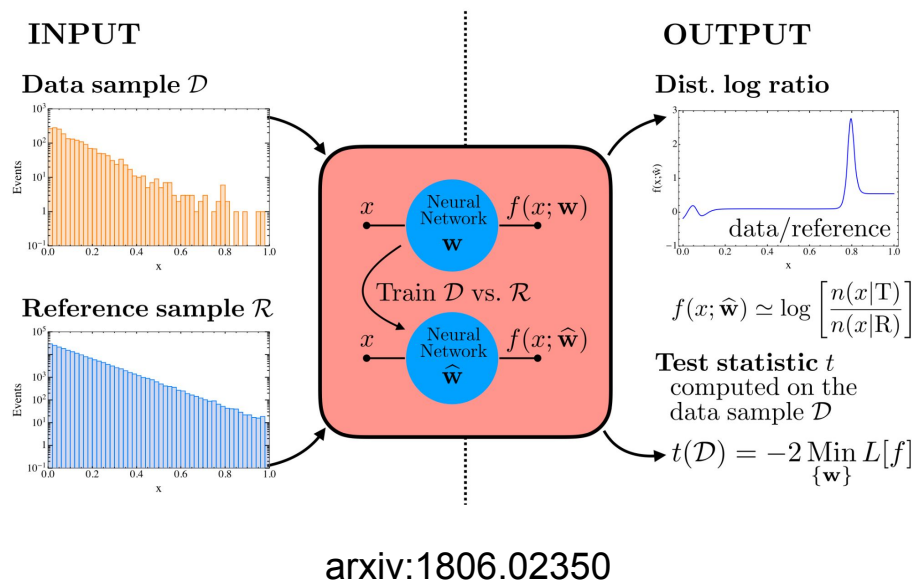 INPUT
Data sample 𝒟
10³
10²
10¹
1
10⁻¹
Events
0.0 0.2 0.4 0.6 0.8 1.0
x
Reference sample ℛ
10⁵
10³
10¹
10⁻¹
Events
0.0 0.2 0.4 0.6 0.8 1.0
x
x
Neural
Network
w
f(x; w)
Train 𝒟 vs. ℛ
x
Neural
Network
ŵ
f(x; ŵ)
OUTPUT
Dist. log ratio
3
2
1
0
−1
f(x;ŵ)
data/reference
0.0 0.2 0.4 0.6 0.8 1.0
x
f(x; ŵ) ≃ log [n(x|T) / n(x|R)]
Test statistic t
computed on the
data sample 𝒟
t(𝒟) = −2 Min L[f]
{w}
arxiv:1806.02350